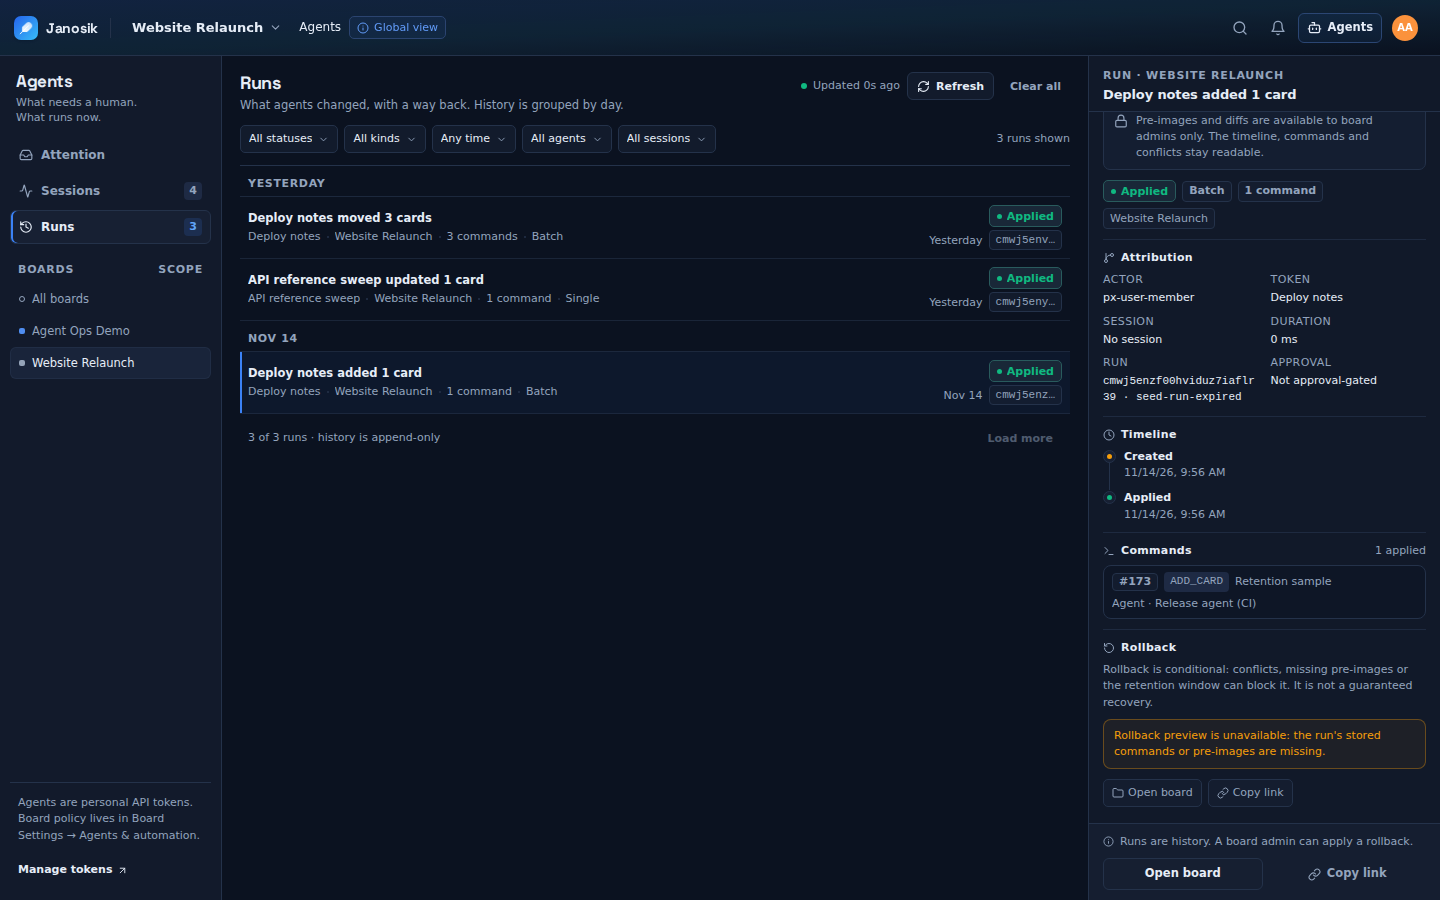 Janosik
Website Relaunch
Agents
Global view
Agents
AA
Agents
What needs a human.
What runs now.
Attention
Sessions 4
Runs 3
BOARDS SCOPE
All boards
Agent Ops Demo
Website Relaunch
Agents are personal API tokens.
Board policy lives in Board
Settings → Agents & automation.
Manage tokens
Runs
What agents changed, with a way back. History is grouped by day.
Updated 0s ago
Refresh
Clear all
All statuses
All kinds
Any time
All agents
All sessions
3 runs shown
YESTERDAY
Deploy notes moved 3 cards
Applied
Deploy notes · Website Relaunch · 3 commands · Batch
Yesterday cmwj5env…
API reference sweep updated 1 card
Applied
API reference sweep · Website Relaunch · 1 command · Single
Yesterday cmwj5eny…
NOV 14
Deploy notes added 1 card
Applied
Deploy notes · Website Relaunch · 1 command · Batch
Nov 14 cmwj5enz…
3 of 3 runs · history is append-only
Load more
RUN · WEBSITE RELAUNCH
Deploy notes added 1 card
Pre-images and diffs are available to board
admins only. The timeline, commands and
conflicts stay readable.
Applied
Batch
1 command
Website Relaunch
Attribution
ACTOR TOKEN
px-user-member Deploy notes
SESSION DURATION
No session 0 ms
RUN APPROVAL
cmwj5enzf00hviduz7iaflr Not approval-gated
39 · seed-run-expired
Timeline
Created
11/14/26, 9:56 AM
Applied
11/14/26, 9:56 AM
Commands 1 applied
#173 ADD_CARD Retention sample
Agent · Release agent (CI)
Rollback
Rollback is conditional: conflicts, missing pre-images or
the retention window can block it. It is not a guaranteed
recovery.
Rollback preview is unavailable: the run's stored
commands or pre-images are missing.
Open board
Copy link
Runs are history. A board admin can apply a rollback.
Open board
Copy link